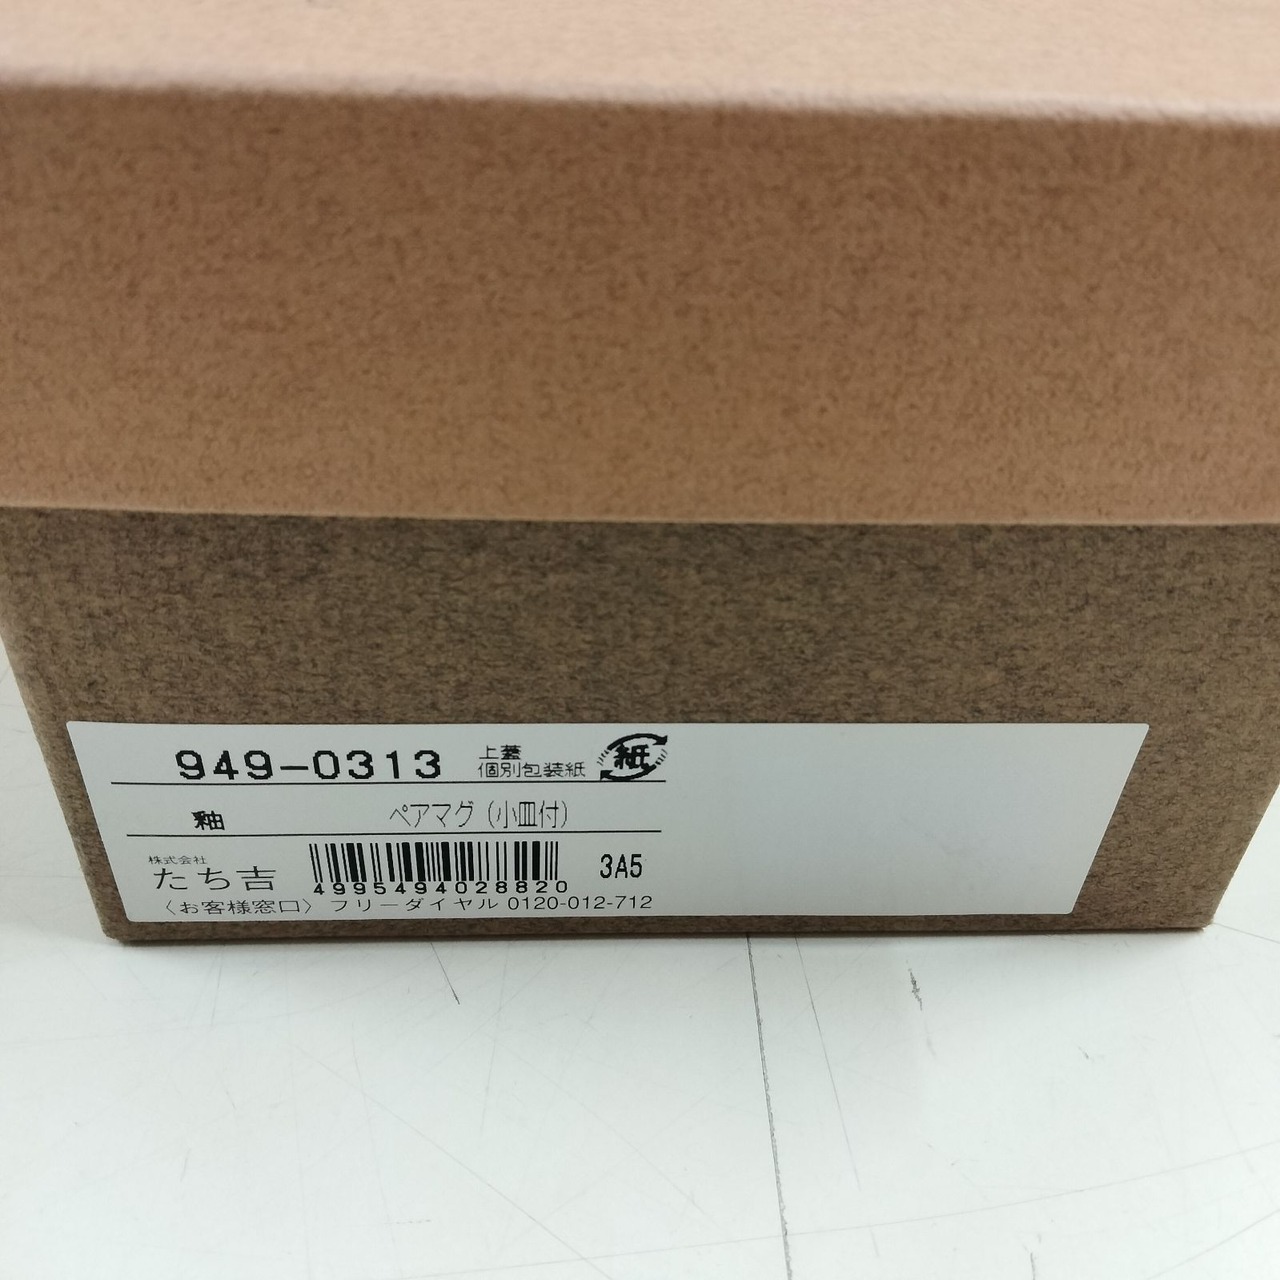 949-0313
上蓋
個別包装紙
紙
釉 ペアマグ(小皿付)
株式会社
たち吉
4995494028820
3A5
〈お客様窓口〉フリーダイヤル 0120-012-712